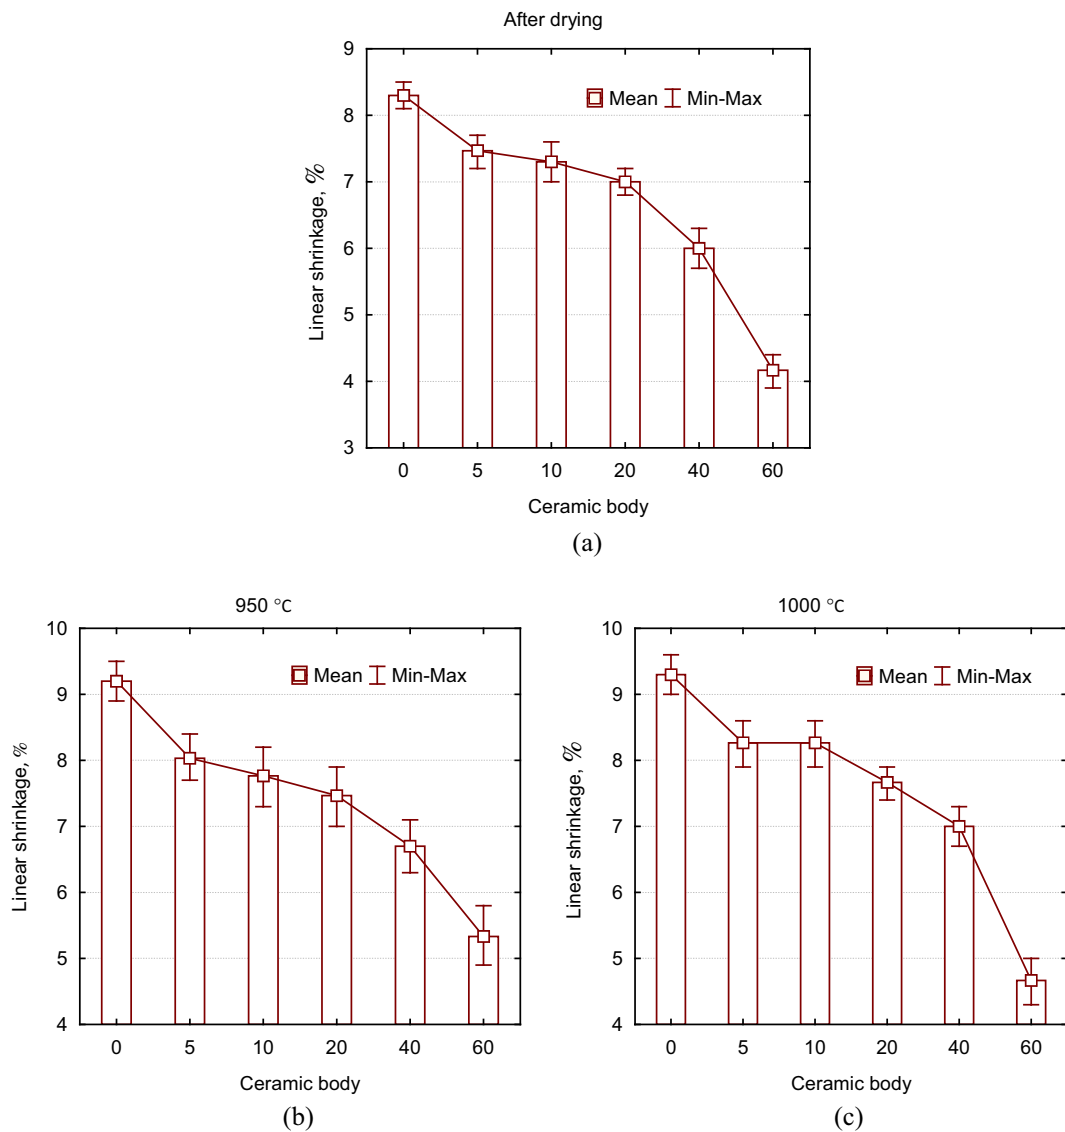 After drying
9
8
7
6
5
4
3
Linear shrinkage, %
Mean Min-Max
0 5 10 20 40 60
Ceramic body
(a)
950 °C
10
9
8
7
6
5
4
Linear shrinkage, %
Mean Min-Max
0 5 10 20 40 60
Ceramic body
(b)
1000 °C
10
9
8
7
6
5
4
Linear shrinkage, %
Mean Min-Max
0 5 10 20 40 60
Ceramic body
(c)